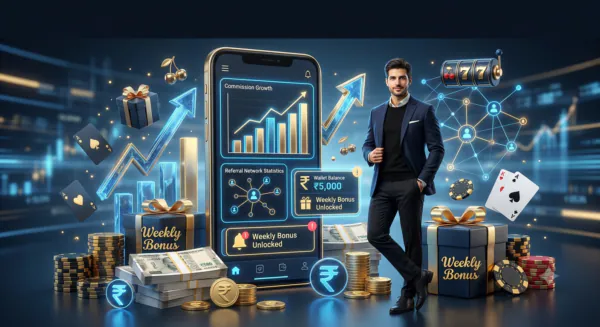 Commission Growth
Referral Network Statistics
Wallet Balance
₹5,000
Weekly Bonus
Unlocked
Weekly Bonus
Unlocked
Weekly
Bonus
Weekly
Bonus
₹
₹
₹
777
A